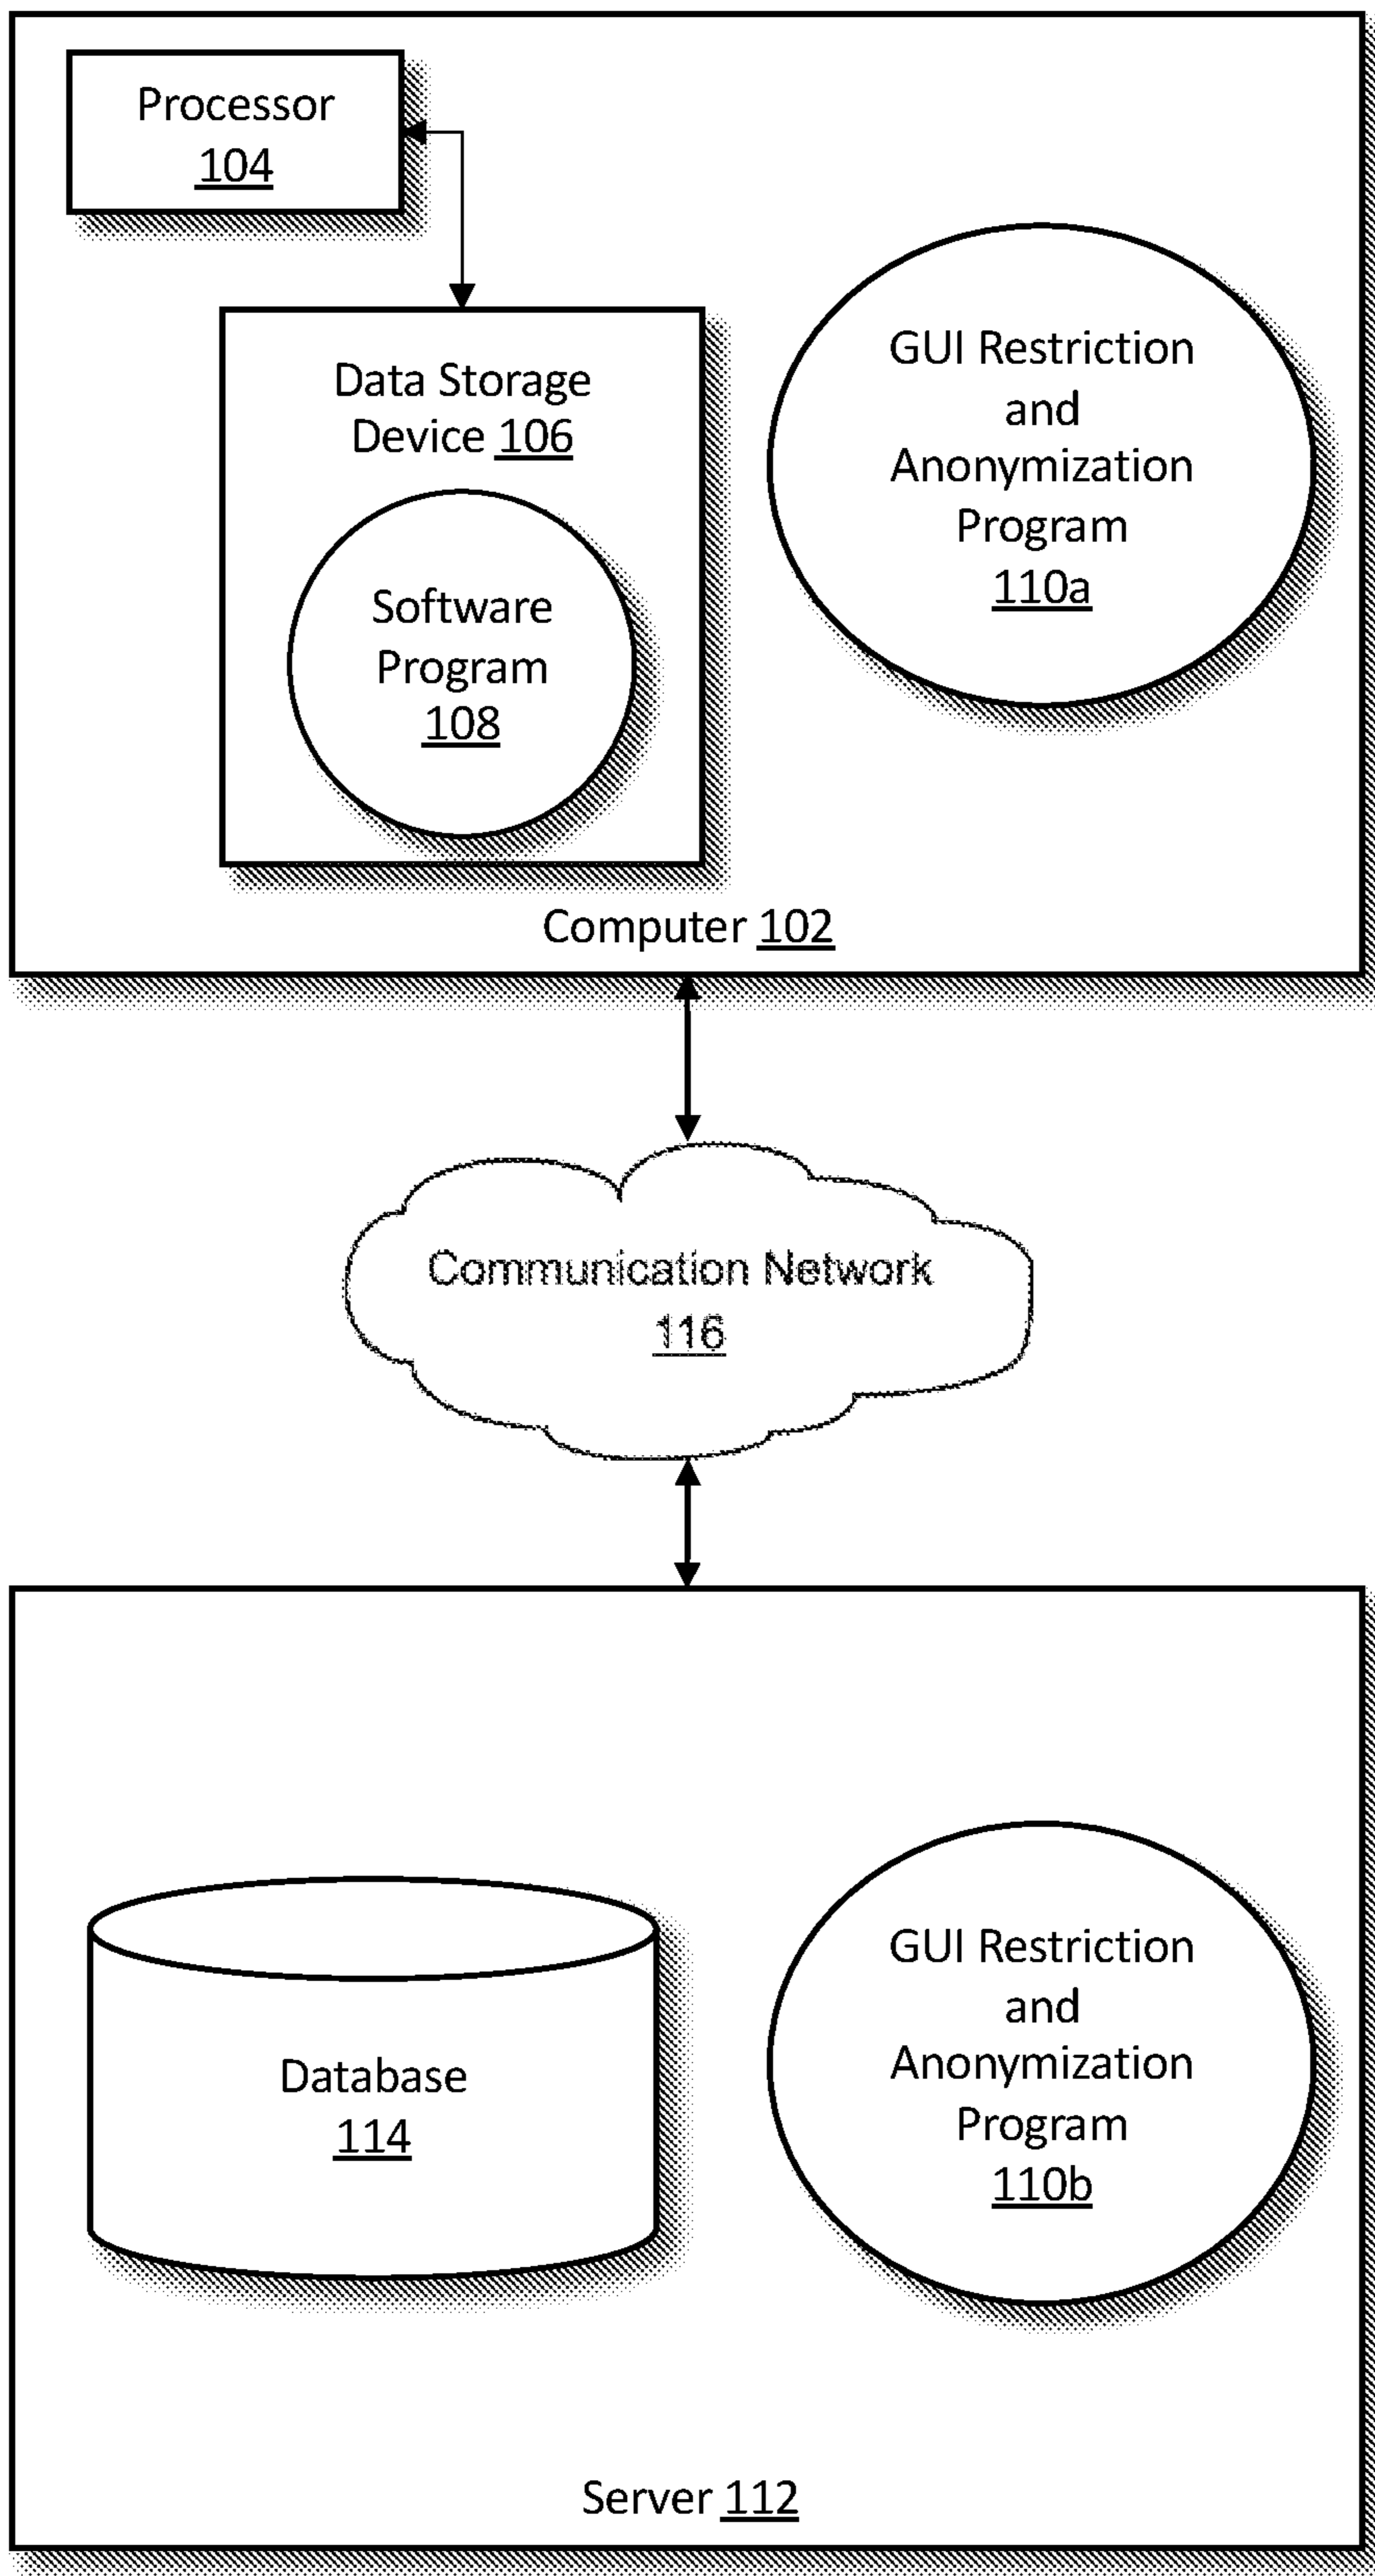 Processor
104
Data Storage
Device 106
Software
Program
108
GUI Restriction
and
Anonymization
Program
110a
Computer 102
Communication Network
116
Database
114
GUI Restriction
and
Anonymization
Program
110b
Server 112